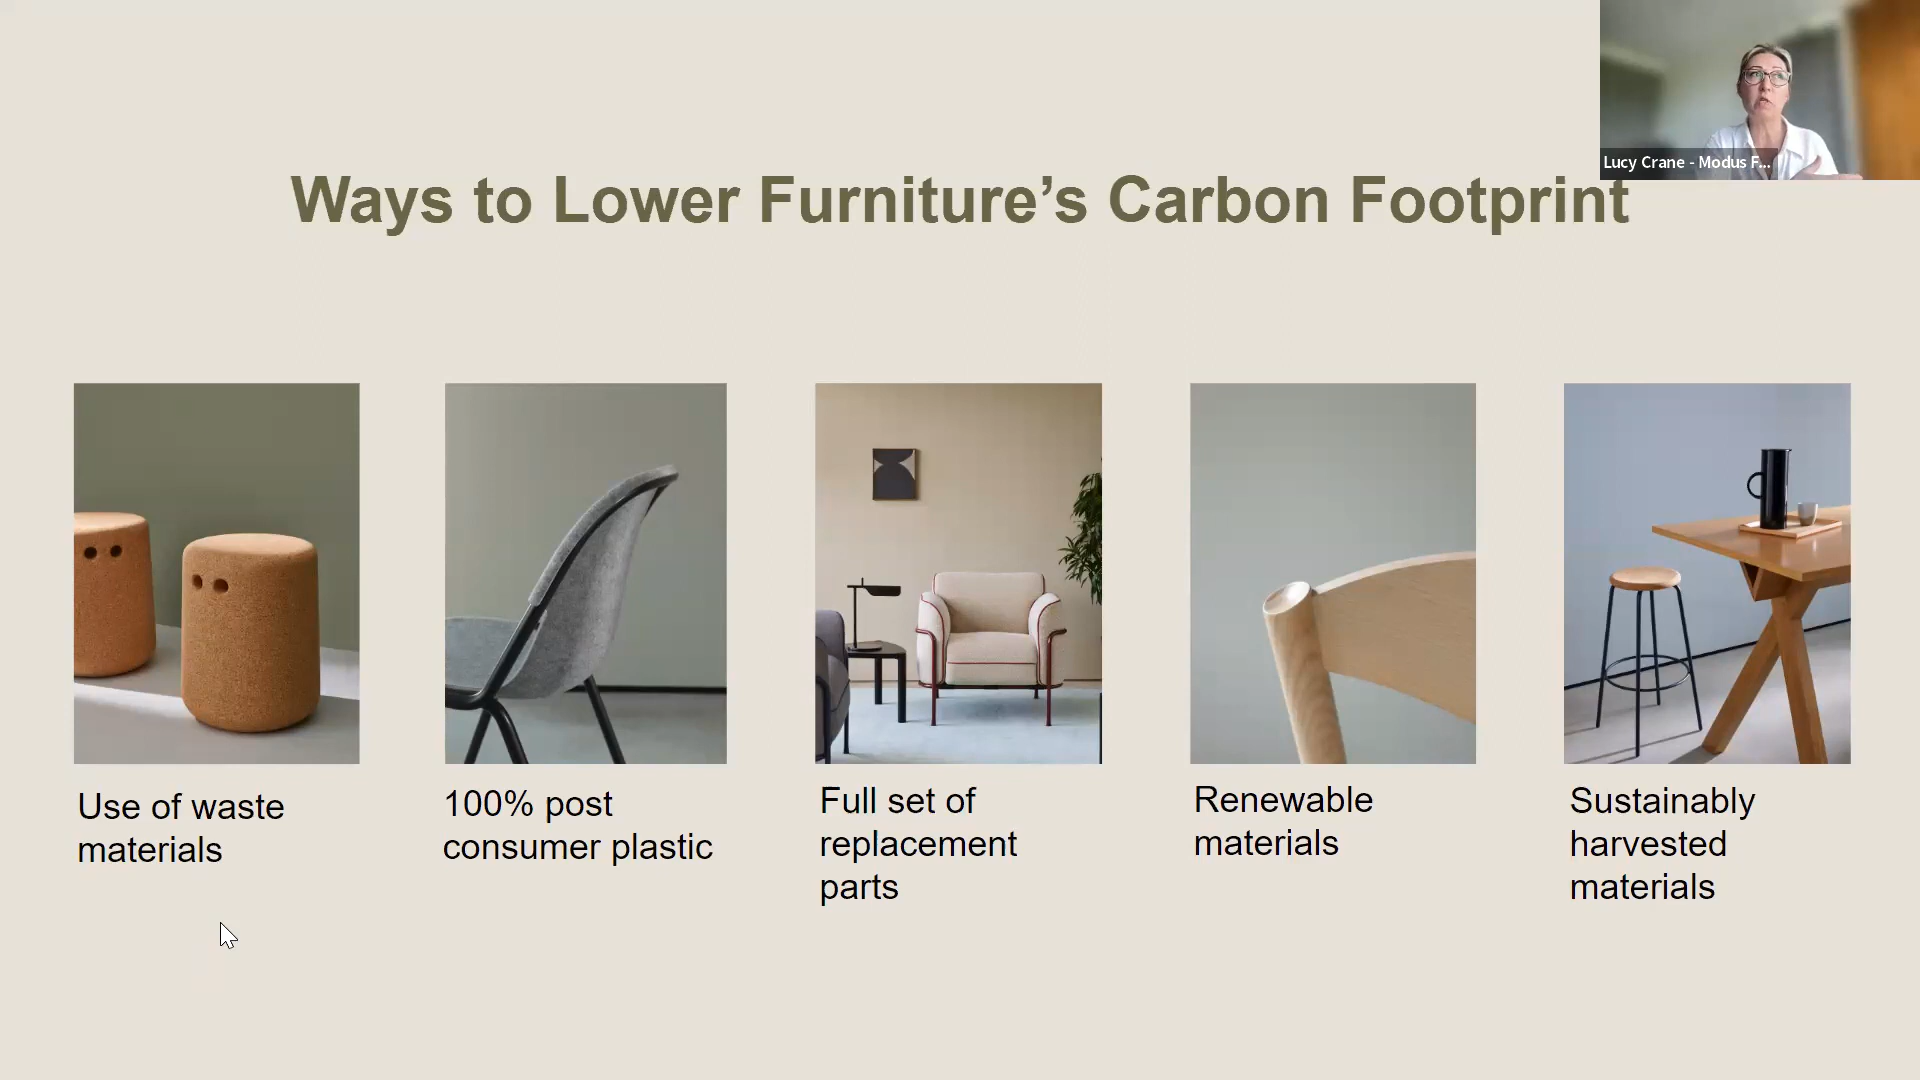 Lucy Crane - Modus F...
Ways to Lower Furniture’s Carbon Footprint
Use of waste
materials
100% post
consumer plastic
Full set of
replacement
parts
Renewable
materials
Sustainably
harvested
materials